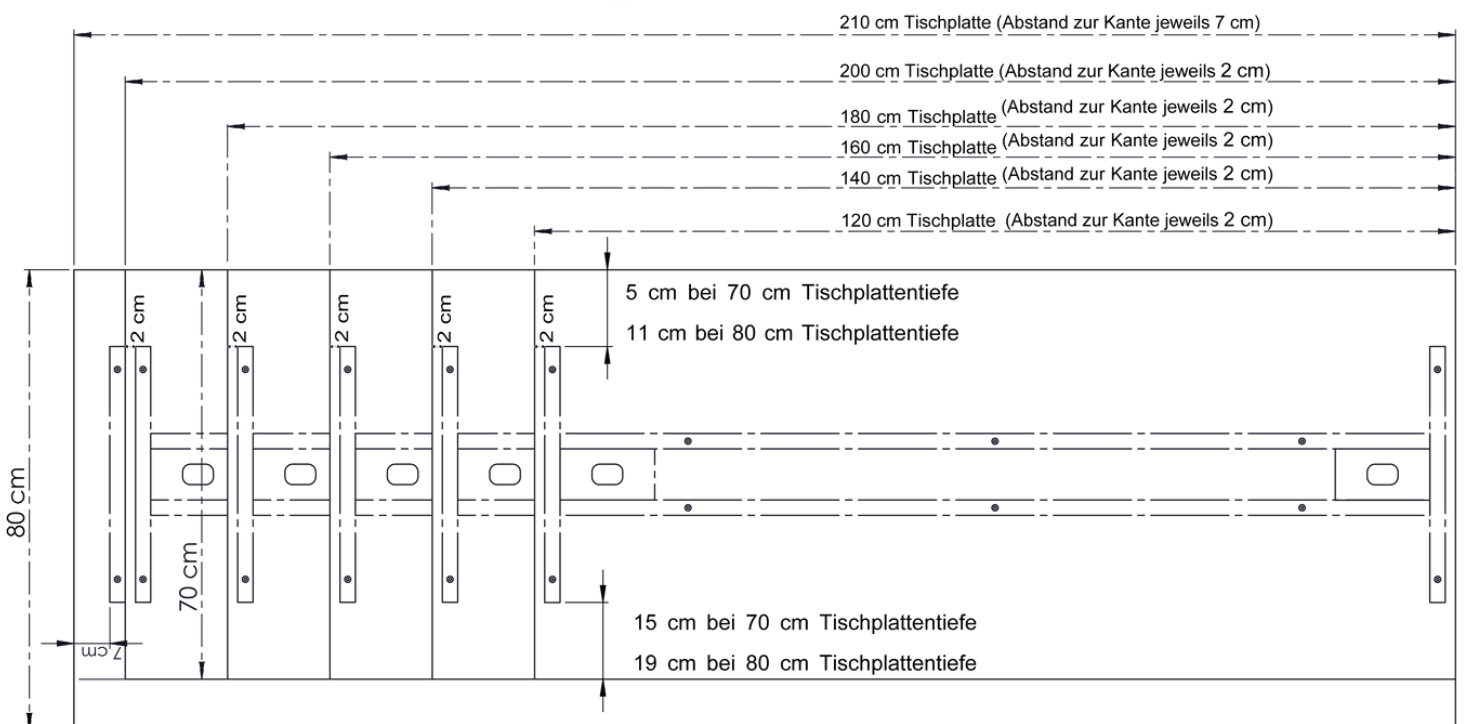 210 cm Tischplatte (Abstand zur Kante jeweils 7 cm)
200 cm Tischplatte (Abstand zur Kante jeweils 2 cm)
180 cm Tischplatte (Abstand zur Kante jeweils 2 cm)
160 cm Tischplatte (Abstand zur Kante jeweils 2 cm)
140 cm Tischplatte (Abstand zur Kante jeweils 2 cm)
120 cm Tischplatte (Abstand zur Kante jeweils 2 cm)
5 cm bei 70 cm Tischplattentiefe
11 cm bei 80 cm Tischplattentiefe
2 cm
2 cm
2 cm
2 cm
2 cm
80 cm
70 cm
15 cm bei 70 cm Tischplattentiefe
19 cm bei 80 cm Tischplattentiefe
7 cm